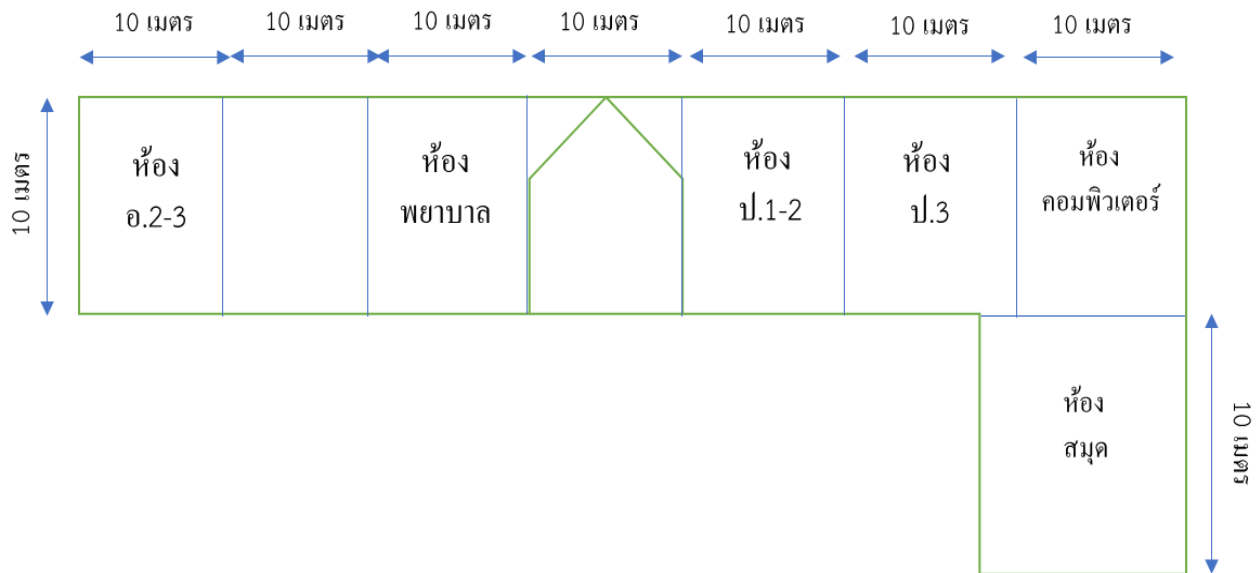 10 เมตร
10 เมตร
10 เมตร
10 เมตร
10 เมตร
10 เมตร
10 เมตร
10 เมตร
ห้อง
อ.2-3
ห้อง
พยาบาล
ห้อง
ป.1-2
ห้อง
ป.3
ห้อง
คอมพิวเตอร์
ห้อง
สมุด
10 เมตร